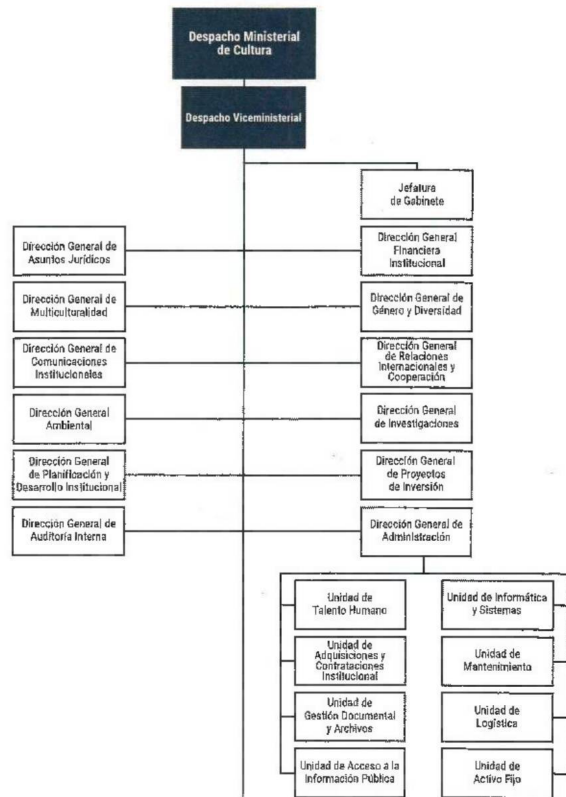 Despacho Ministerial
de Cultura
Despacho Viceministerial
Jefatura
de Gabinete
Dirección General de
Asuntos Jurídicos
Dirección General
Financiera
Institucional
Dirección General de
Multiculturalidad
Dirección General de
Género y Diversidad
Dirección General de
Comunicaciones
Institucionales
Dirección General
de Relaciones
Internacionales y
Cooperación
Dirección General
Ambiental
Dirección General
de Investigaciones
Dirección General
de Planificación y
Desarrollo Institucional
Dirección General
de Proyectos
de Inversión
Dirección General de
Auditoría Interna
Dirección General de
Administración
Unidad de
Talento Humano
Unidad de Informática
y Sistemas
Unidad de
Adquisiciones y
Contrataciones
Institucional
Unidad de
Mantenimiento
Unidad de
Gestión Documental
y Archivos
Unidad de
Logística
Unidad de Acceso a la
Información Pública
Unidad de
Activo Fijo